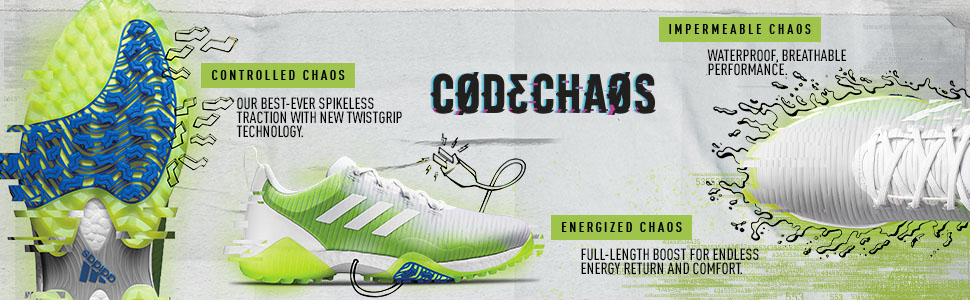 CONTROLLED CHAOS
OUR BEST-EVER SPIKELESS
TRACTION WITH NEW TWISTGRIP
TECHNOLOGY.
adidas
CØDƐCHAØS
ENERGIZED CHAOS
FULL-LENGTH BOOST FOR ENDLESS
ENERGY RETURN AND COMFORT.
IMPERMEABLE CHAOS
WATERPROOF, BREATHABLE
PERFORMANCE.